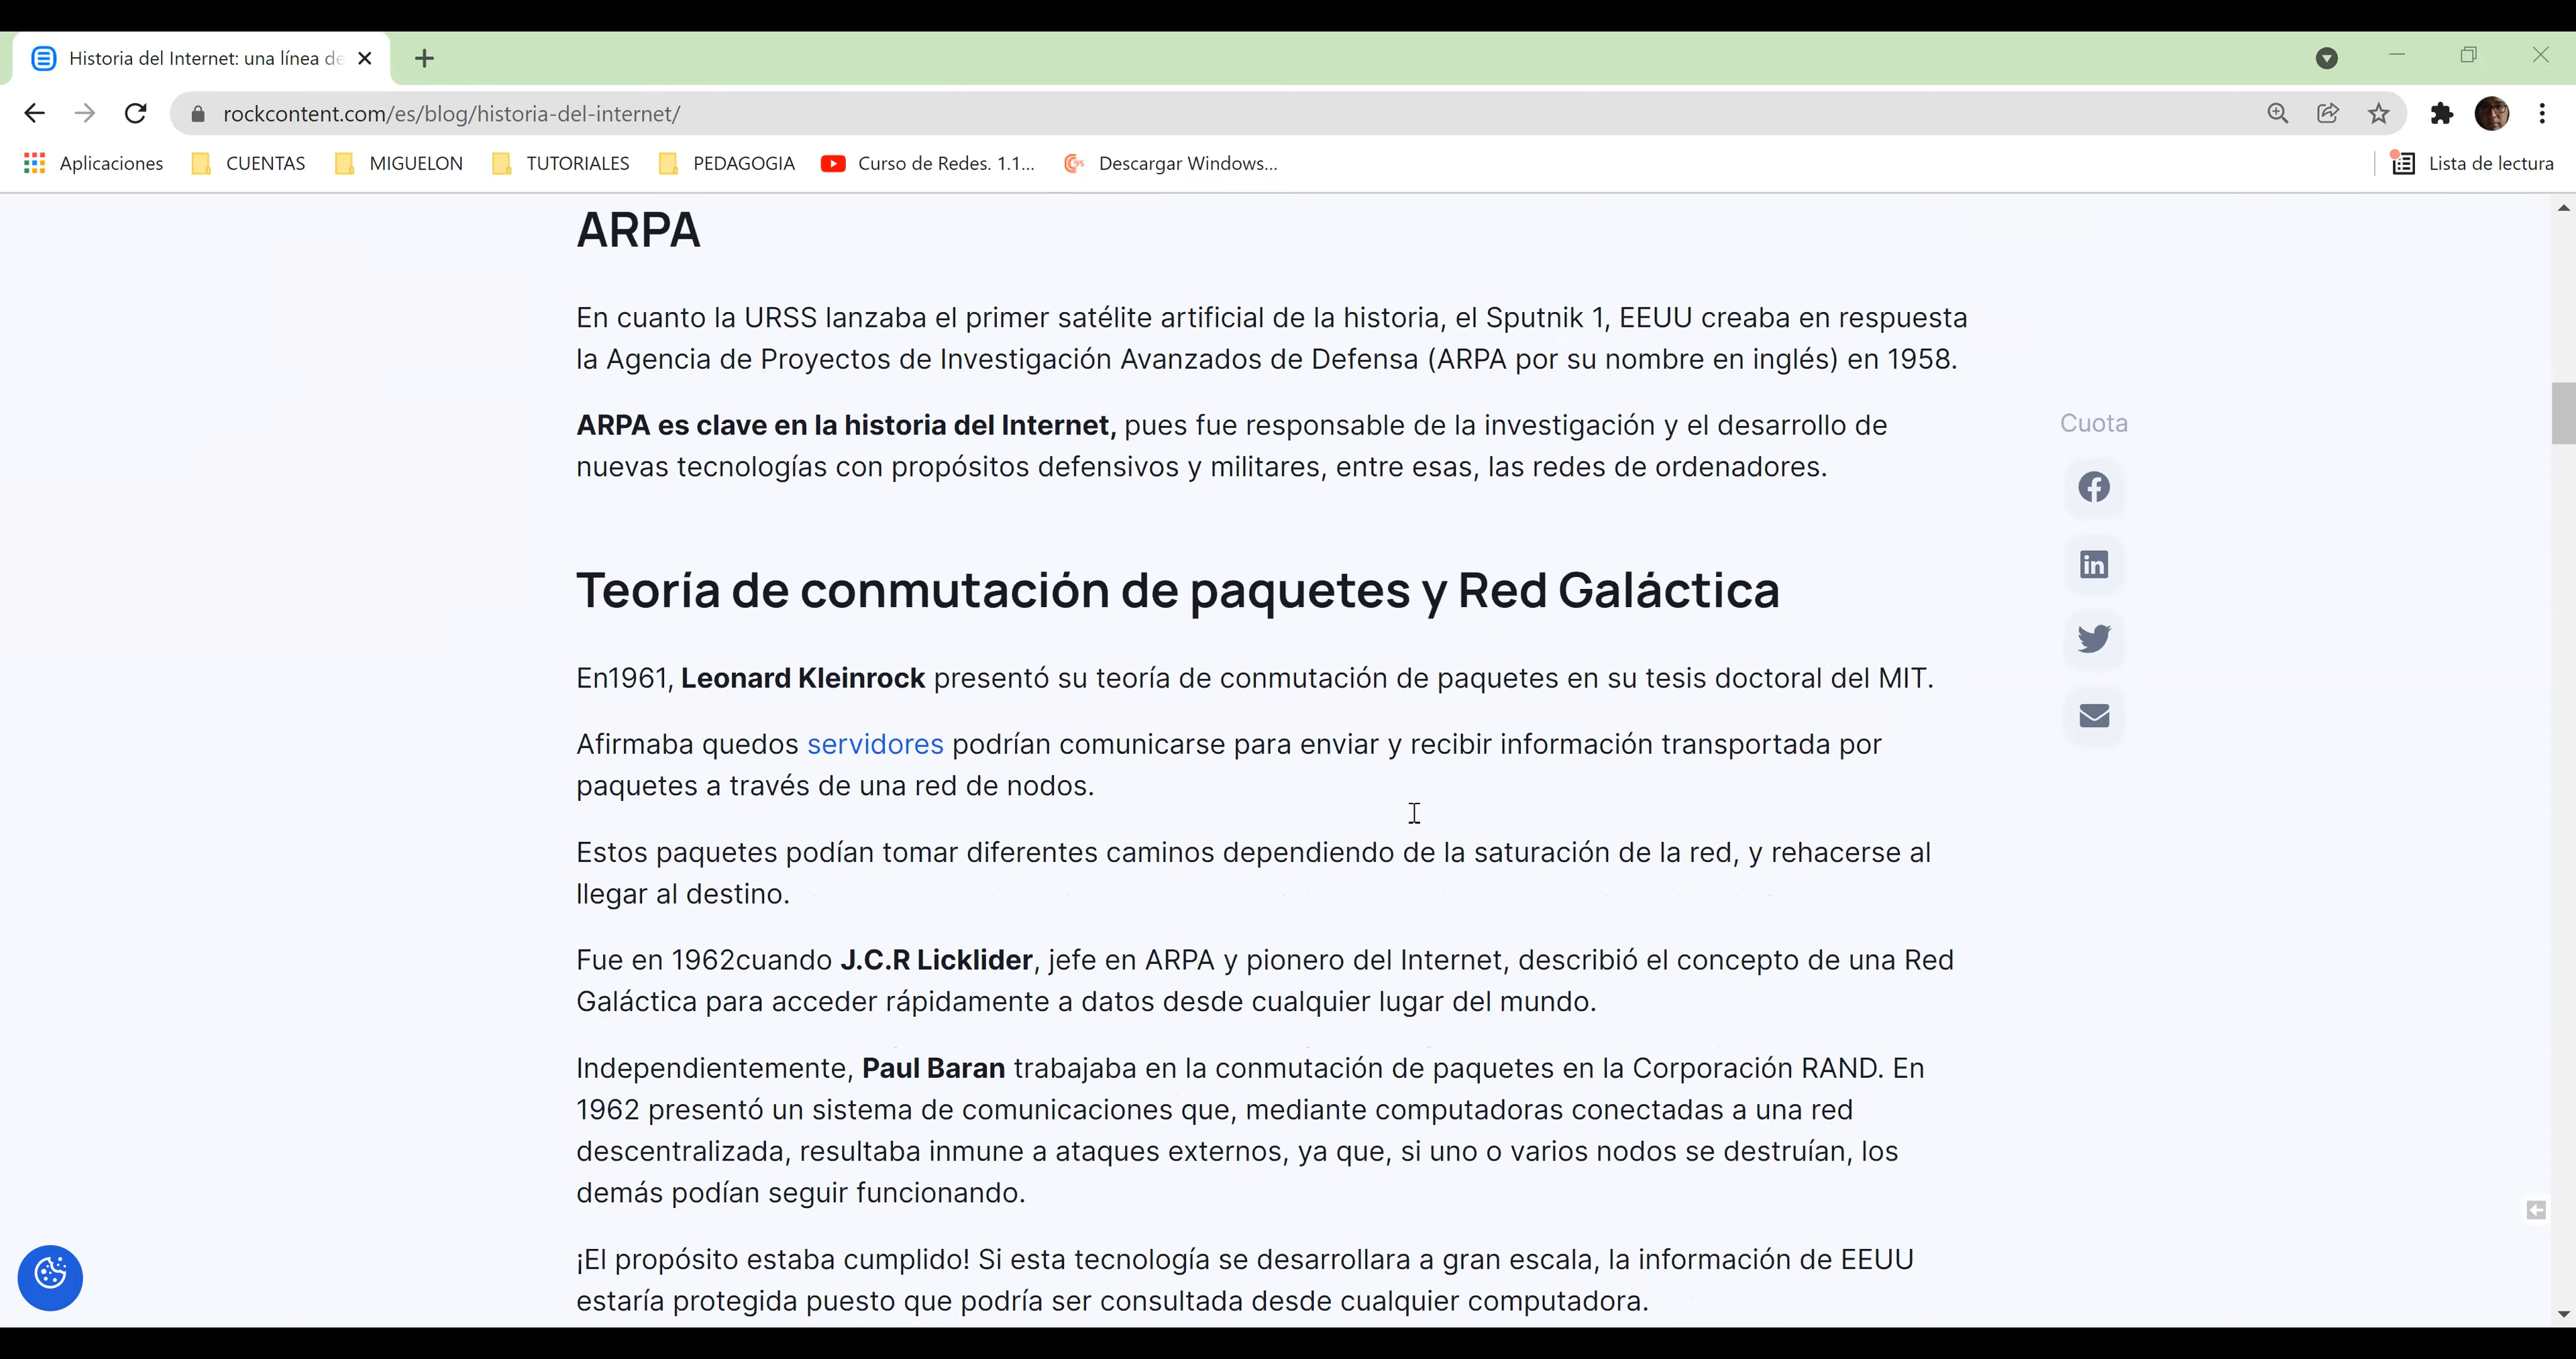 Historia del Internet: una línea de
rockcontent.com/es/blog/historia-del-internet/
Aplicaciones CUENTAS MIGUELON TUTORIALES PEDAGOGIA Curso de Redes. 1.1... Descargar Windows... Lista de lectura
ARPA
En cuanto la URSS lanzaba el primer satélite artificial de la historia, el Sputnik 1, EEUU creaba en respuesta
la Agencia de Proyectos de Investigación Avanzados de Defensa (ARPA por su nombre en inglés) en 1958.
ARPA es clave en la historia del Internet, pues fue responsable de la investigación y el desarrollo de
nuevas tecnologías con propósitos defensivos y militares, entre esas, las redes de ordenadores.
Cuota
Teoría de conmutación de paquetes y Red Galáctica
En1961, Leonard Kleinrock presentó su teoría de conmutación de paquetes en su tesis doctoral del MIT.
Afirmaba quedos servidores podrían comunicarse para enviar y recibir información transportada por
paquetes a través de una red de nodos.
Estos paquetes podían tomar diferentes caminos dependiendo de la saturación de la red, y rehacerse al
llegar al destino.
Fue en 1962cuando J.C.R Licklider, jefe en ARPA y pionero del Internet, describió el concepto de una Red
Galáctica para acceder rápidamente a datos desde cualquier lugar del mundo.
Independientemente, Paul Baran trabajaba en la conmutación de paquetes en la Corporación RAND. En
1962 presentó un sistema de comunicaciones que, mediante computadoras conectadas a una red
descentralizada, resultaba inmune a ataques externos, ya que, si uno o varios nodos se destruían, los
demás podían seguir funcionando.
¡El propósito estaba cumplido! Si esta tecnología se desarrollara a gran escala, la información de EEUU
estaría protegida puesto que podría ser consultada desde cualquier computadora.